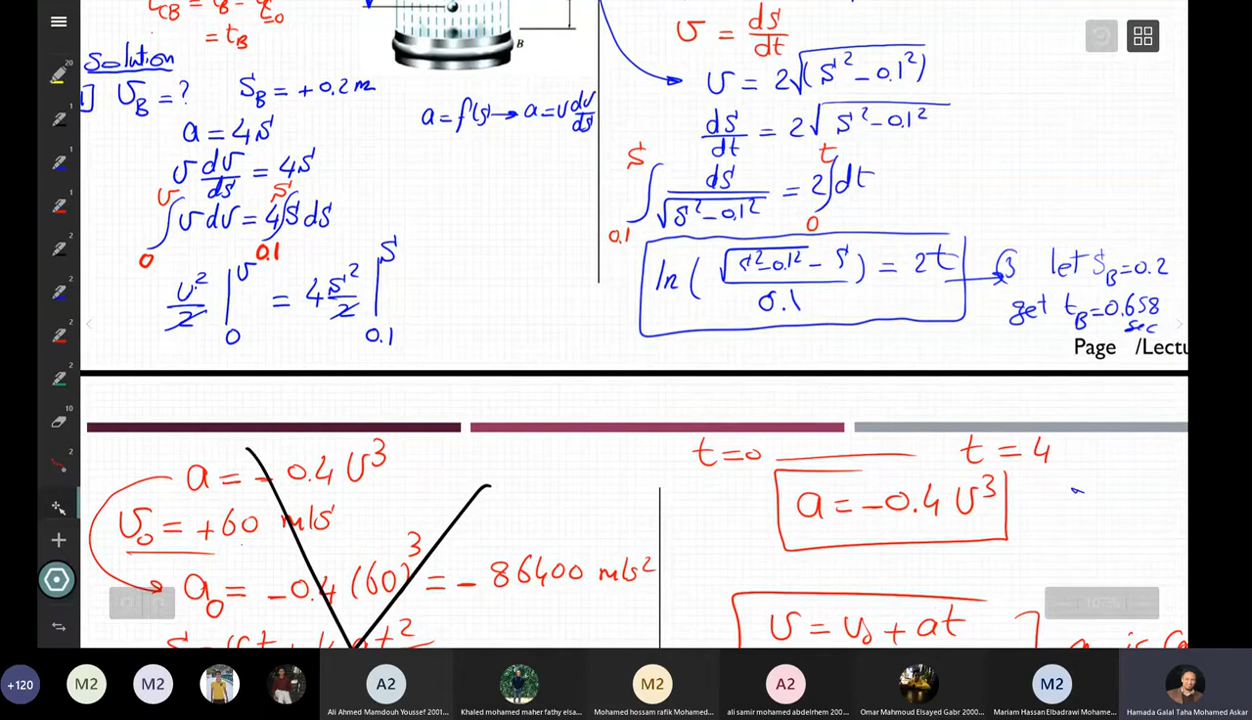 = t_B
Solution
1] v_B = ? S_B = +0.2 m
a = 4S
v dv/ds = 4S
∫ v dv = 4 ∫ S ds
v 0 S 0.1
v²/2 |₀^v = 4 S²/2 |₀.₁^S
B
a = f(s) → a = v dv/ds
v = ds/dt
v = 2√(S² - 0.1²)
ds/dt = 2√S² - 0.1²
∫ ds/√S² - 0.1² = 2 ∫ dt
S 0.1 t 0
ln ( (√S² - 0.1² - S)/0.1 ) = 2t → let S_B = 0.2
get t_B = 0.658 sec
Page /Lectu
a = - 0.4 v³
v₀ = +60 m/s
a₀ = -0.4 (60)³ = - 86400 m/s²
t = 0 t = 4
a = -0.4 v³
v = v₀ + at
+120
M2
M2
A2
Ali Ahmed Mamdouh Youssef 2001...
Khaled mohamed maher fathy elsa...
M2
Mohamed hossam rafik Mohamed...
A2
ali samir mohamed abdelrhem 200...
Omar Mahmoud Elsayed Gabr 2000...
M2
Mariam Hassan Elbadrawi Mohame...
Hamada Galal Taha Mohamed Askar